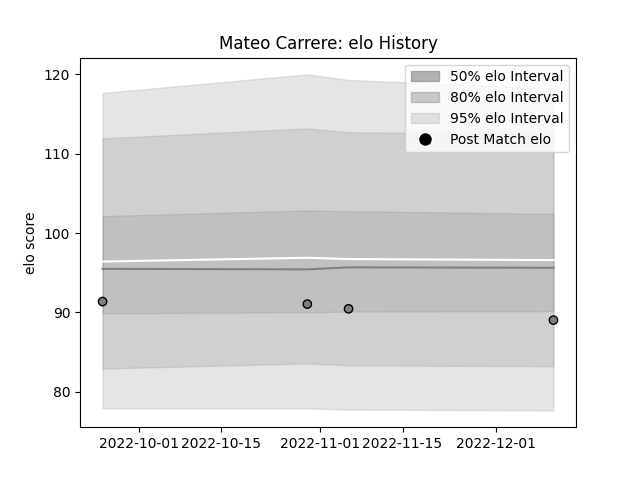 Mateo Carrere: elo History
50% elo Interval
80% elo Interval
95% elo Interval
Post Match elo
elo score
120
110
100
90
80
2022-10-01
2022-10-15
2022-11-01
2022-11-15
2022-12-01